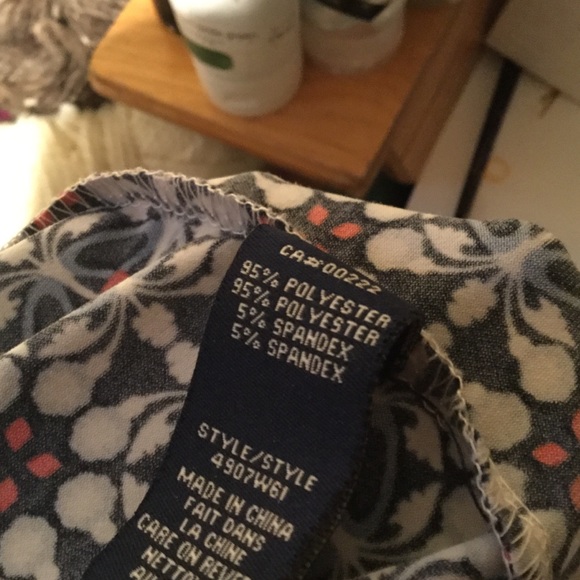 CA#00222
95% POLYESTER
95% POLYESTER
5% SPANDEX
5% SPANDEX
STYLE/STYLE
4907W61
MADE IN CHINA
FAIT DANS
LA CHINE
CARE ON